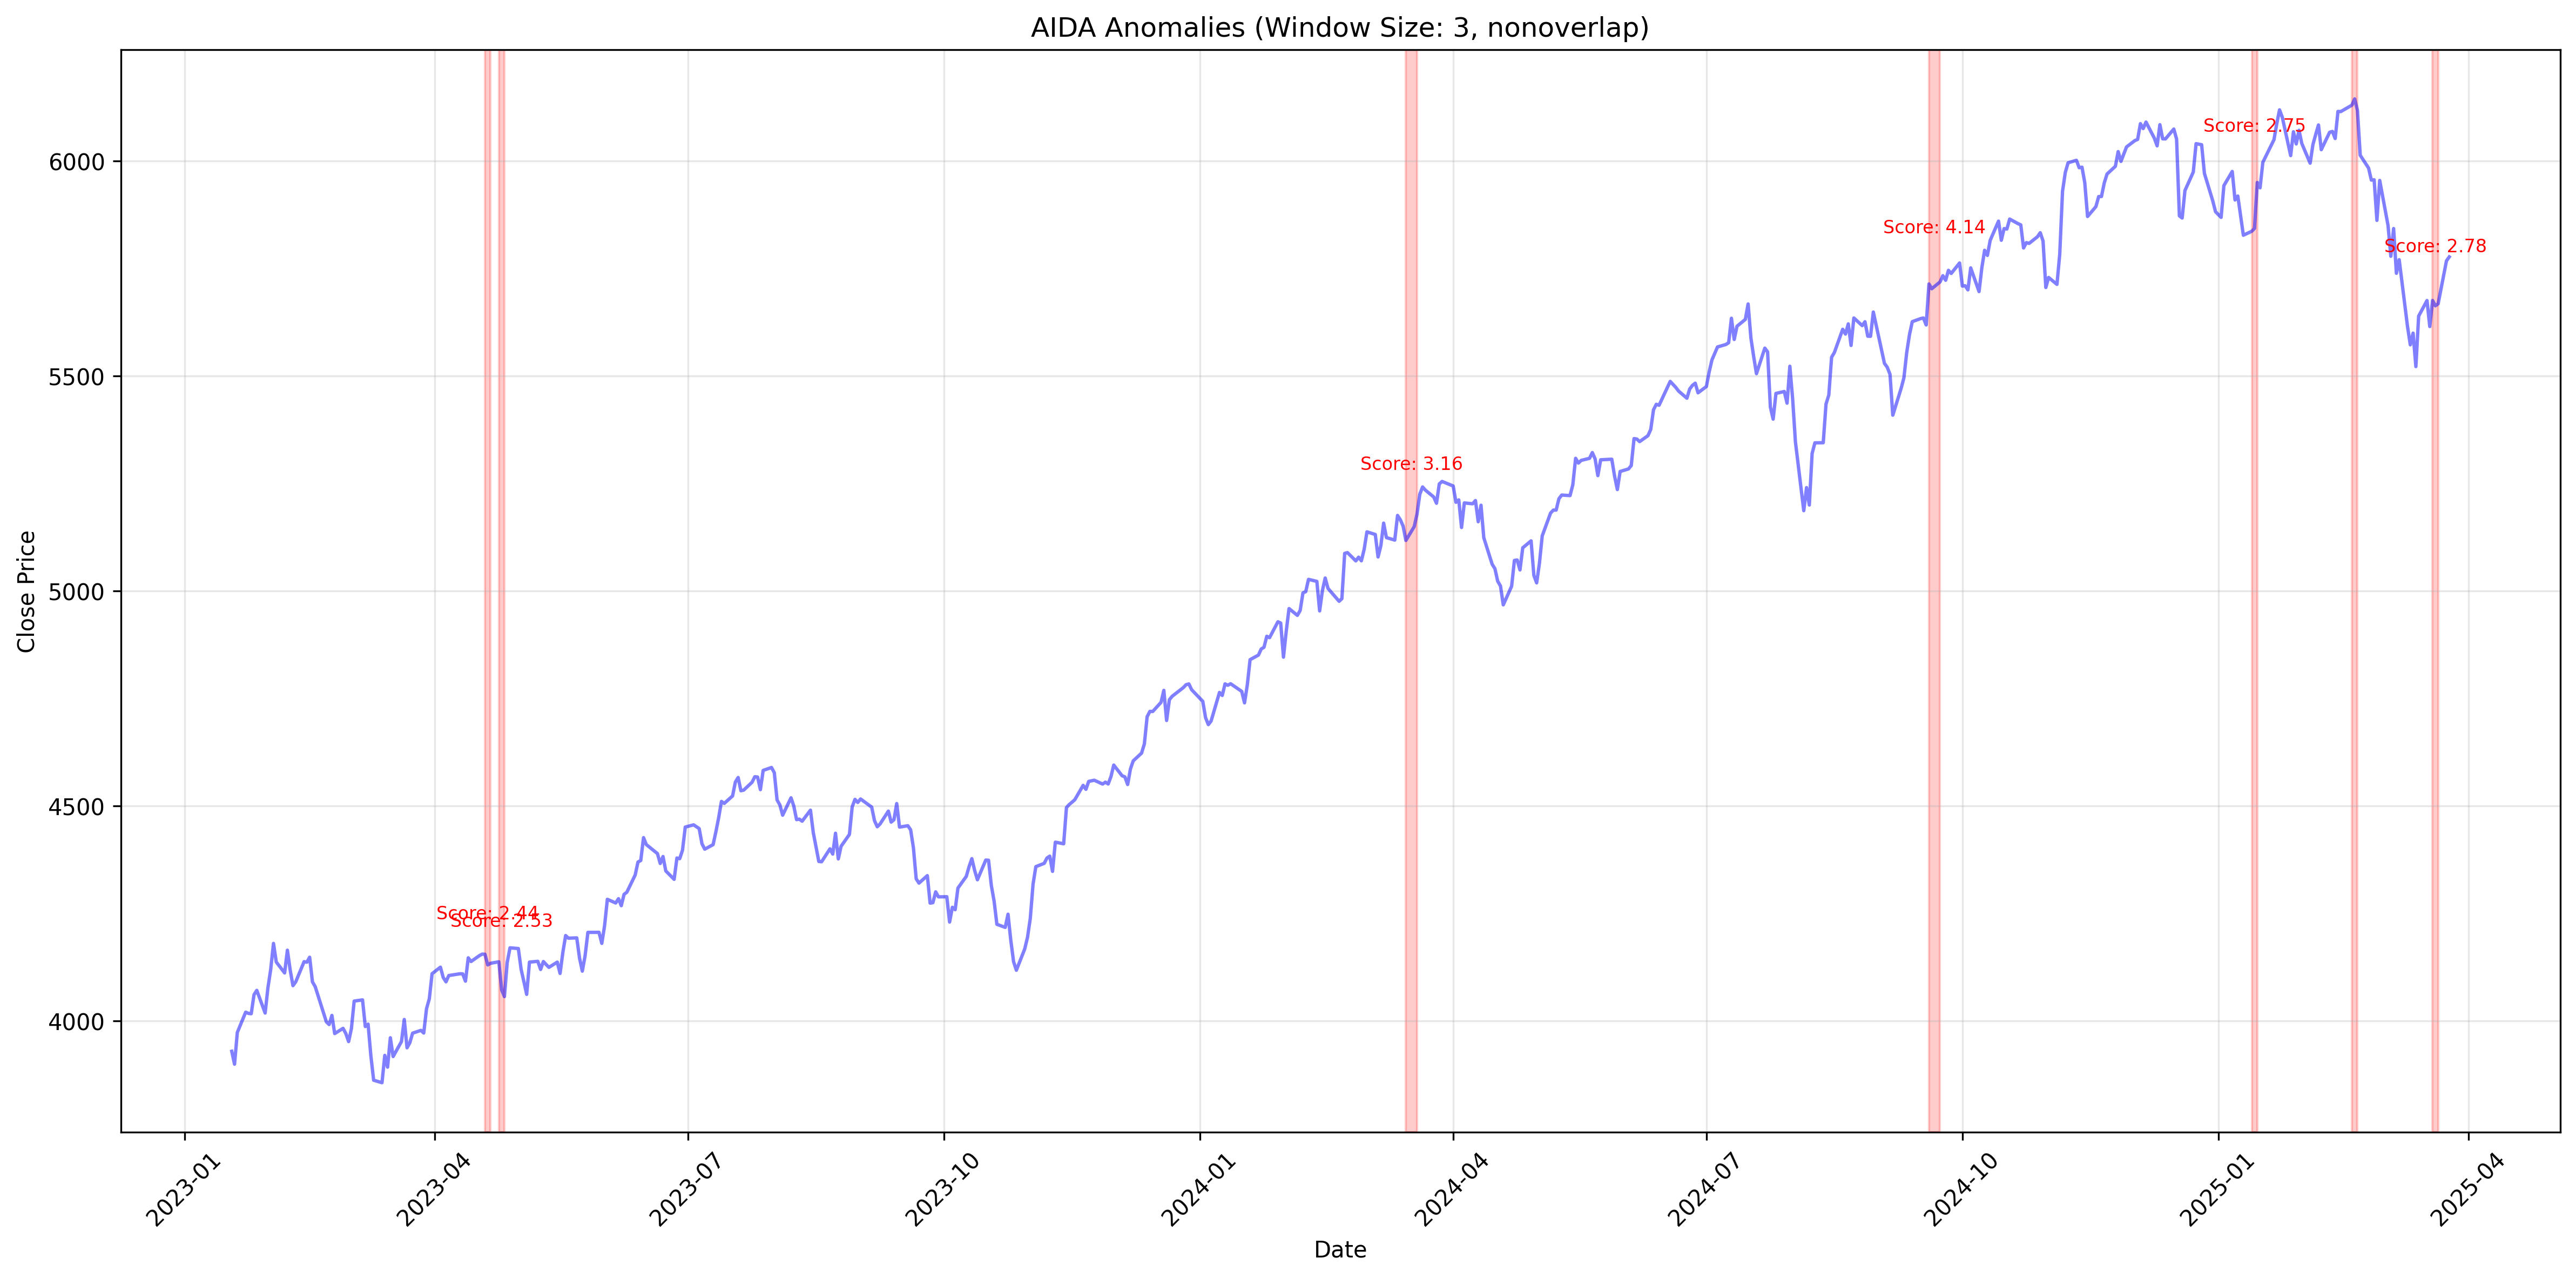 AIDA Anomalies (Window Size: 3, nonoverlap)
Close Price
6000
5500
5000
4500
4000
Score: 2.44
Score: 2.53
Score: 3.16
Score: 4.14
Score: 2.75
Score: 2.78
2023-01
2023-04
2023-07
2023-10
2024-01
2024-04
2024-07
2024-10
2025-01
2025-04
Date